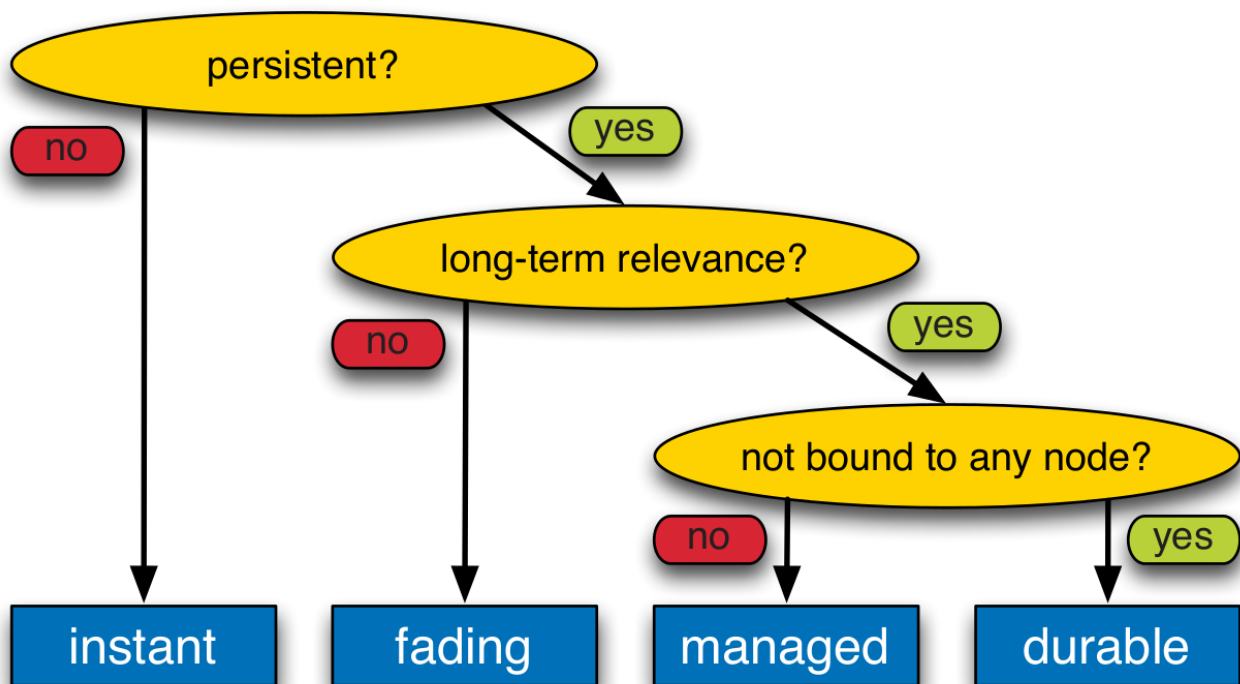 persistent?
no
yes
long-term relevance?
no
yes
not bound to any node?
no
yes
instant
fading
managed
durable